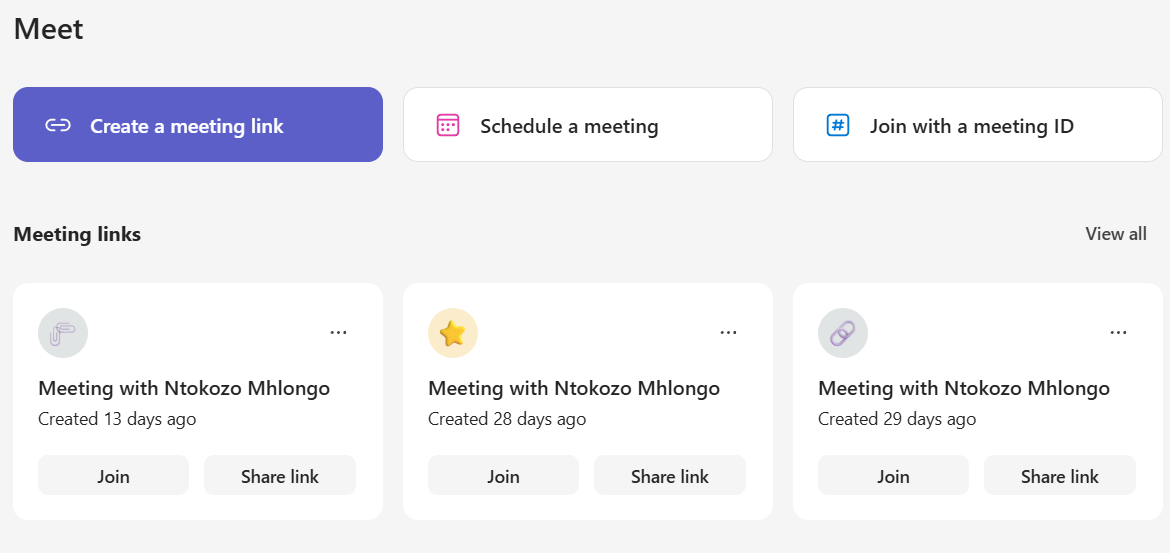 Meet
Create a meeting link
Schedule a meeting
Join with a meeting ID
Meeting links
View all
Meeting with Ntokozo Mhlongo
Created 13 days ago
Join
Share link
Meeting with Ntokozo Mhlongo
Created 28 days ago
Join
Share link
Meeting with Ntokozo Mhlongo
Created 29 days ago
Join
Share link